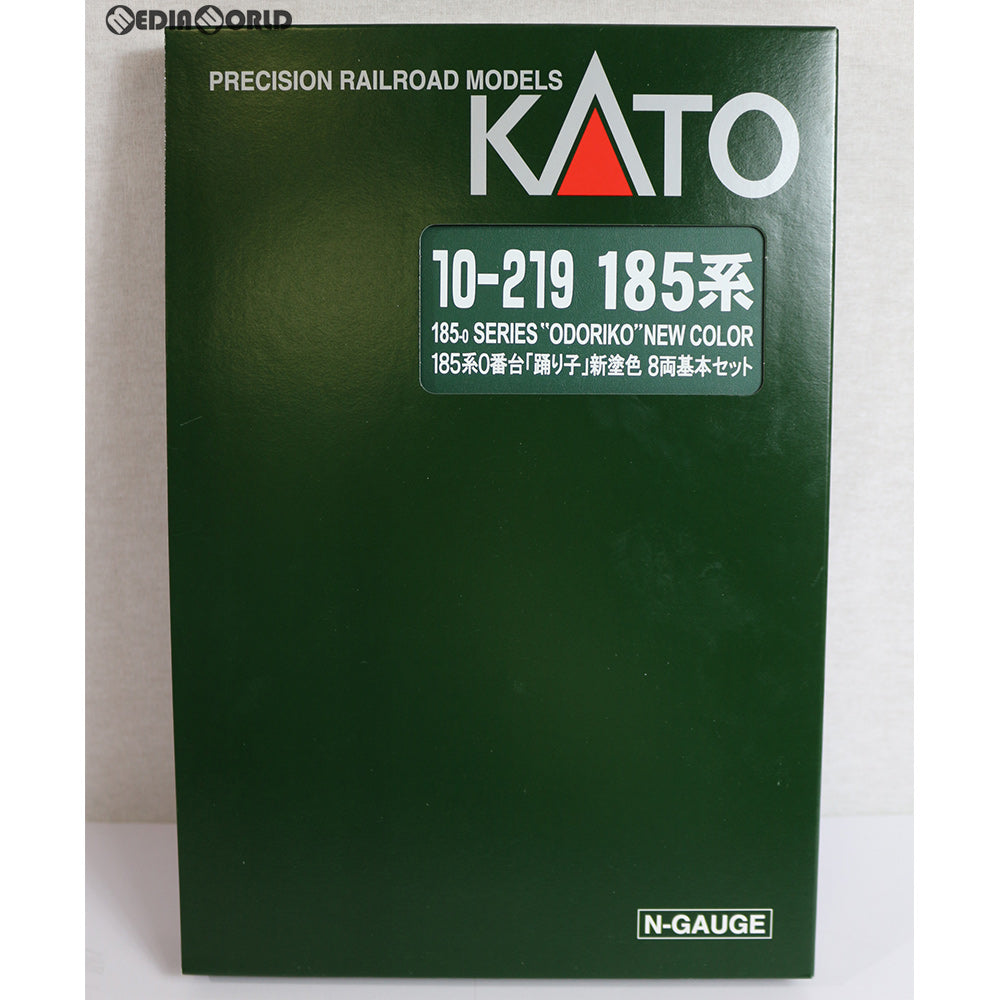 MEDIAWORLD
PRECISION RAILROAD MODELS
KATO
10-219 185系
185-0 SERIES "ODORIKO" NEW COLOR
185系0番台「踊り子」新塗色 8両基本セット
N-GAUGE